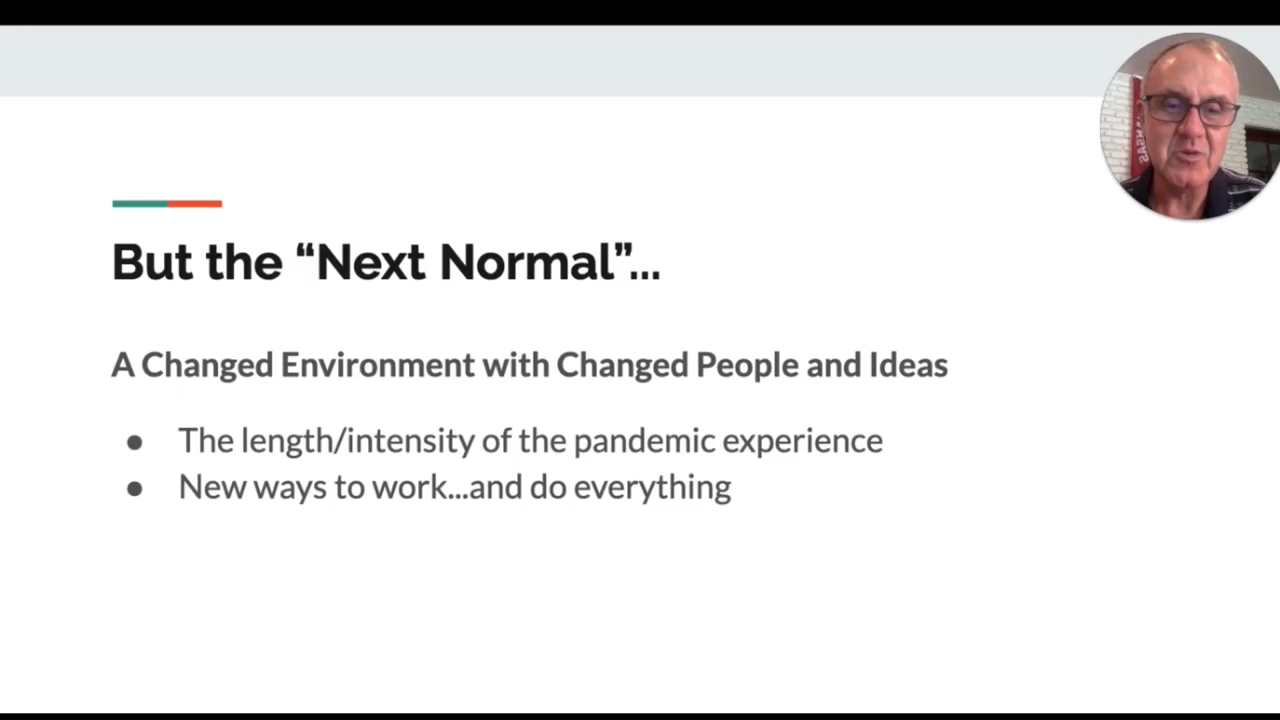 But the “Next Normal”...
A Changed Environment with Changed People and Ideas
● The length/intensity of the pandemic experience
● New ways to work...and do everything